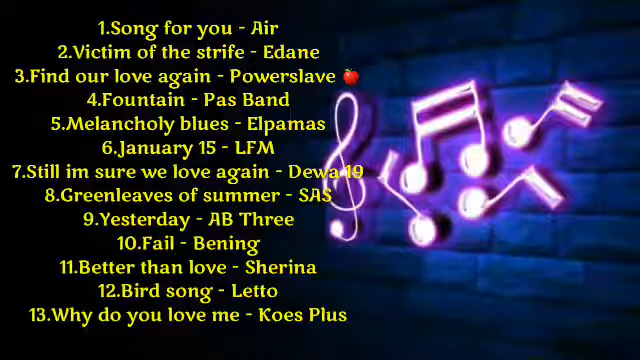 1.Song for you - Air
2.Victim of the strife - Edane
3.Find our love again - Powerslave 🍎
4.Fountain - Pas Band
5.Melancholy blues - Elpamas
6.January 15 - LFM
7.Still im sure we love again - Dewa 19
8.Greenleaves of summer - SAS
9.Yesterday - AB Three
10.Fail - Bening
11.Better than love - Sherina
12.Bird song - Letto
13.Why do you love me - Koes Plus